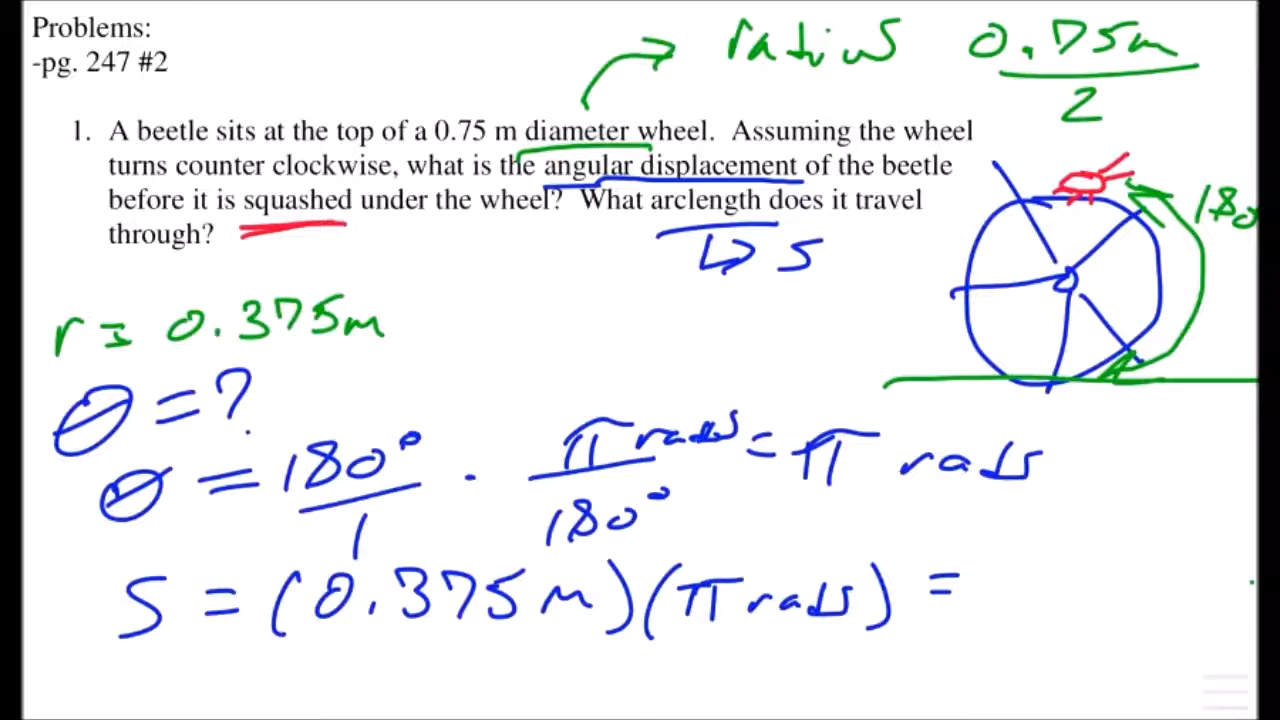 Problems:
-pg. 247 #2
radius 0.75m
2
1. A beetle sits at the top of a 0.75 m diameter wheel. Assuming the wheel
turns counter clockwise, what is the angular displacement of the beetle
before it is squashed under the wheel? What arclength does it travel
through?
↳ s
180
r = 0.375m
θ = ?
θ = 180° / 1 · π rads / 180° = π rads
s = (0.375m)(π rads) =